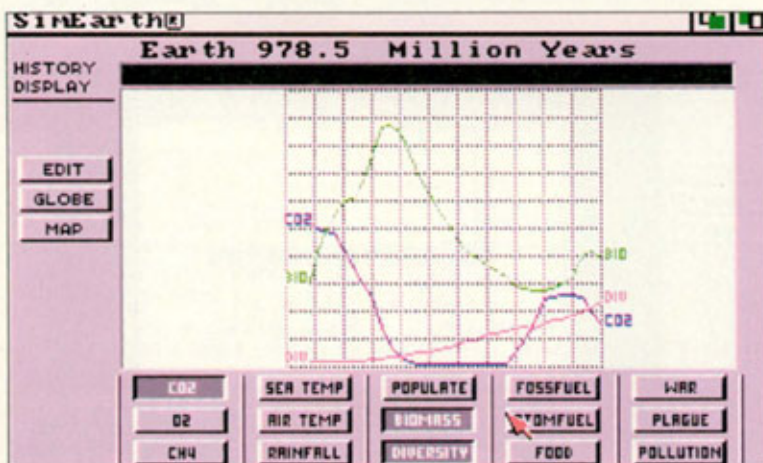 SimEarth®
Earth 978.5 Million Years
HISTORY
DISPLAY
EDIT
GLOBE
MAP
CO2
BIO
DIV
BIO
DIV
CO2
CO2
SEA TEMP
POPULATE
FOSSFUEL
WAR
O2
AIR TEMP
BIOMASS
ATOMFUEL
PLAGUE
CH4
RAINFALL
DIVERSITY
FOOD
POLLUTION